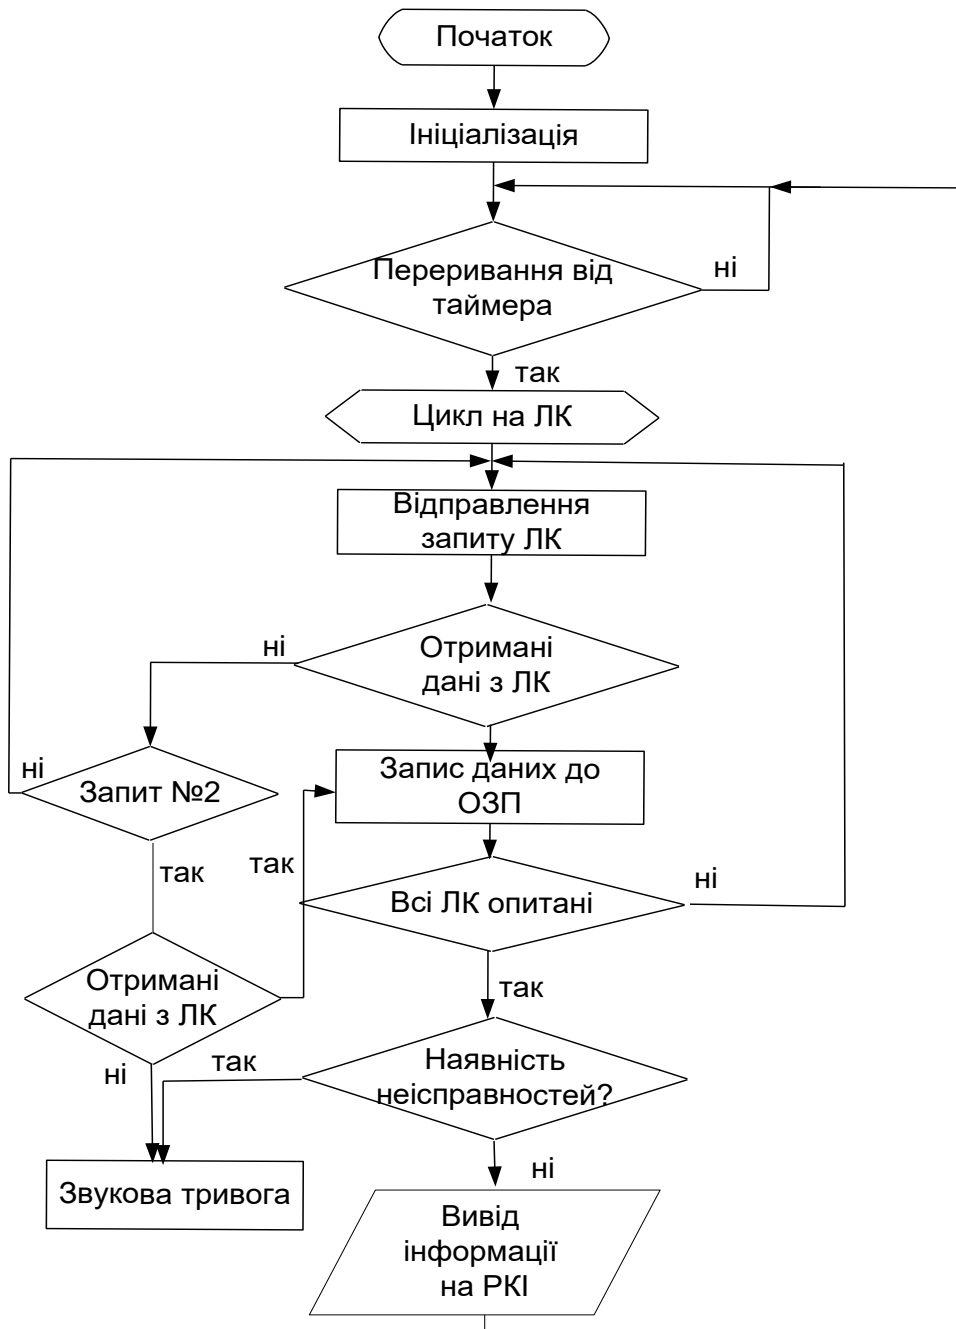 Початок
Ініціалізація
Переривання від
таймера
ні
так
Цикл на ЛК
Відправлення
запиту ЛК
ні
Отримані
дані з ЛК
ні
Запит №2
Запис даних до
ОЗП
так
так
Всі ЛК опитані
ні
Отримані
дані з ЛК
так
ні
так
Наявність
неісправностей?
Звукова тривога
ні
Вивід
інформації
на РКІ